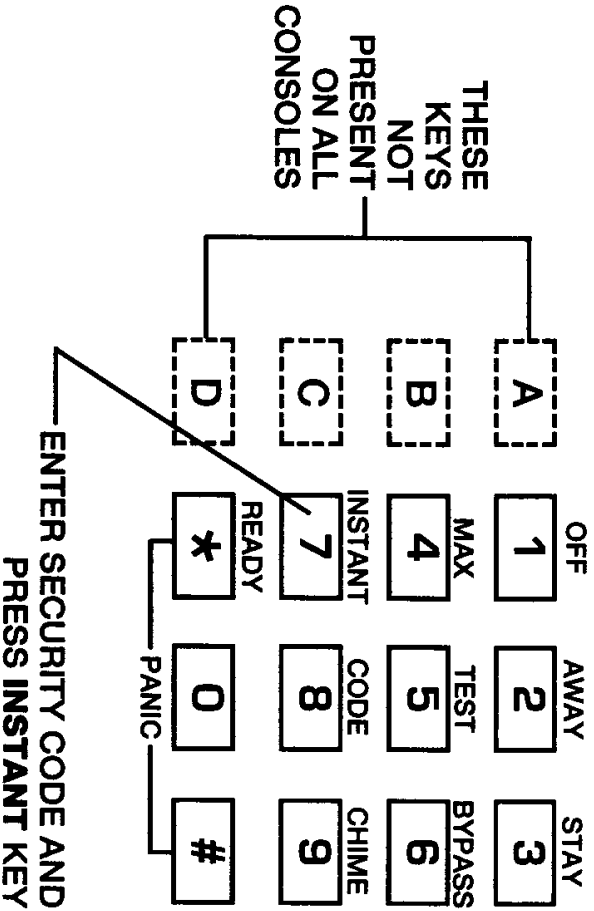 THESE
KEYS
NOT
PRESENT
ON ALL
CONSOLES
OFF AWAY STAY
A 1 2 3
MAX TEST BYPASS
B 4 5 6
INSTANT CODE CHIME
C 7 8 9
READY
D * 0 #
PANIC
ENTER SECURITY CODE AND
PRESS INSTANT KEY